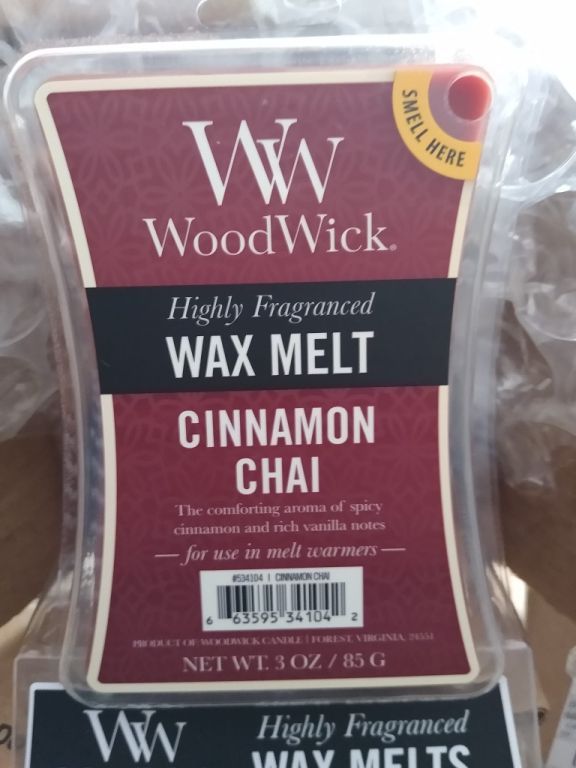 SMELL HERE
WW
WoodWick®
Highly Fragranced
WAX MELT
CINNAMON
CHAI
The comforting aroma of spicy
cinnamon and rich vanilla notes
— for use in melt warmers —
#534104 | CINNAMON CHAI
6 63595 34104 2
PRODUCT OF WOODWICK CANDLE | FOREST, VIRGINIA, 24551
NET WT. 3 OZ / 85 G
WW
Highly Fragranced
WAX MELTS